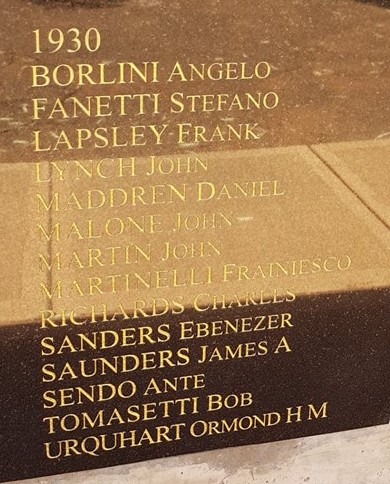 1930
BORLINI ANGELO
FANETTI STEFANO
LAPSLEY FRANK
LYNCH JOHN
MADDREN DANIEL
MALONE JOHN
MARTIN JOHN
MARTINELLI FRAINIESCO
RICHARDS CHARLES
SANDERS EBENEZER
SAUNDERS JAMES A
SENDO ANTE
TOMASETTI BOB
URQUHART ORMOND H M